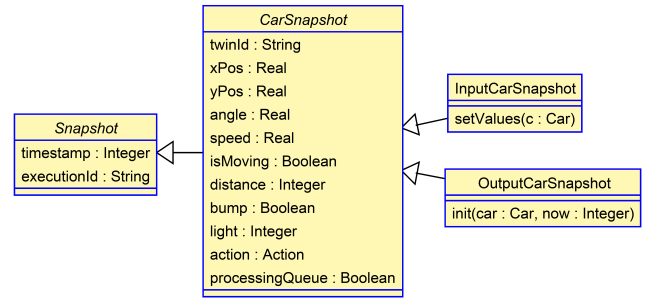 Snapshot
timestamp : Integer
executionId : String
CarSnapshot
twinId : String
xPos : Real
yPos : Real
angle : Real
speed : Real
isMoving : Boolean
distance : Integer
bump : Boolean
light : Integer
action : Action
processingQueue : Boolean
InputCarSnapshot
setValues(c : Car)
OutputCarSnapshot
init(car : Car, now : Integer)